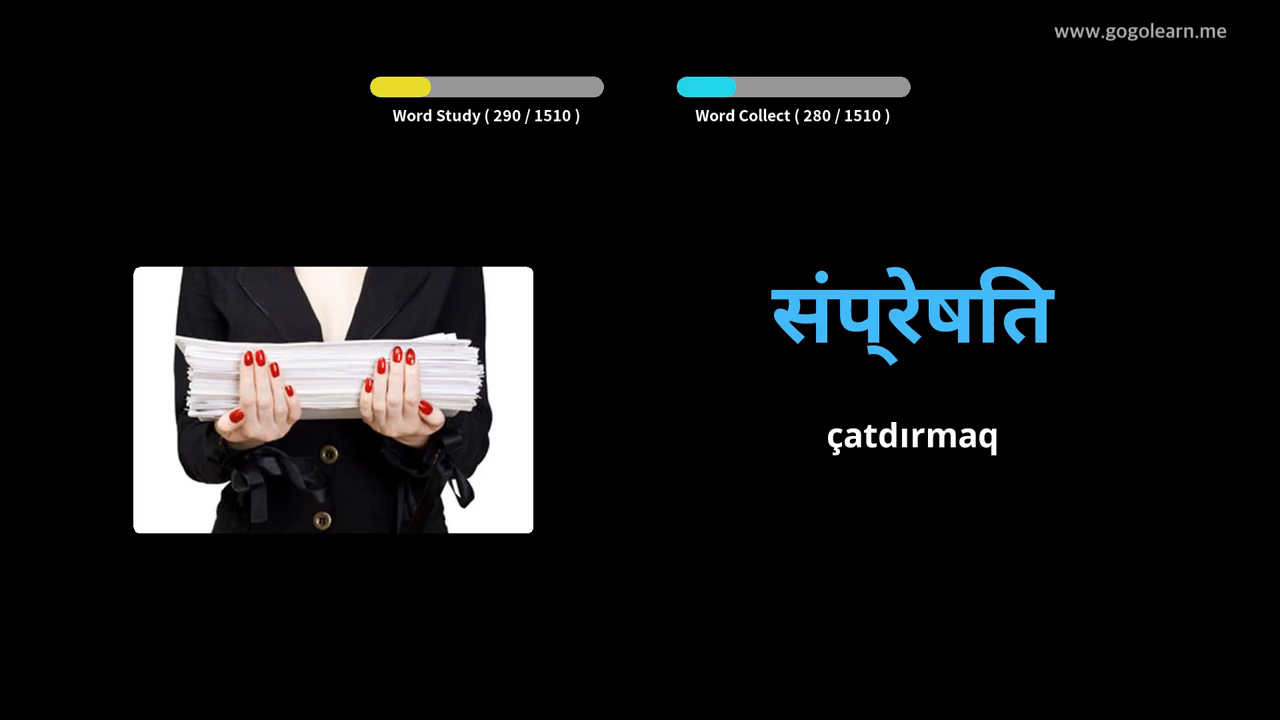 www.gogolearn.me
Word Study ( 290 / 1510 )
Word Collect ( 280 / 1510 )
संप्रेषति
çatdırmaq